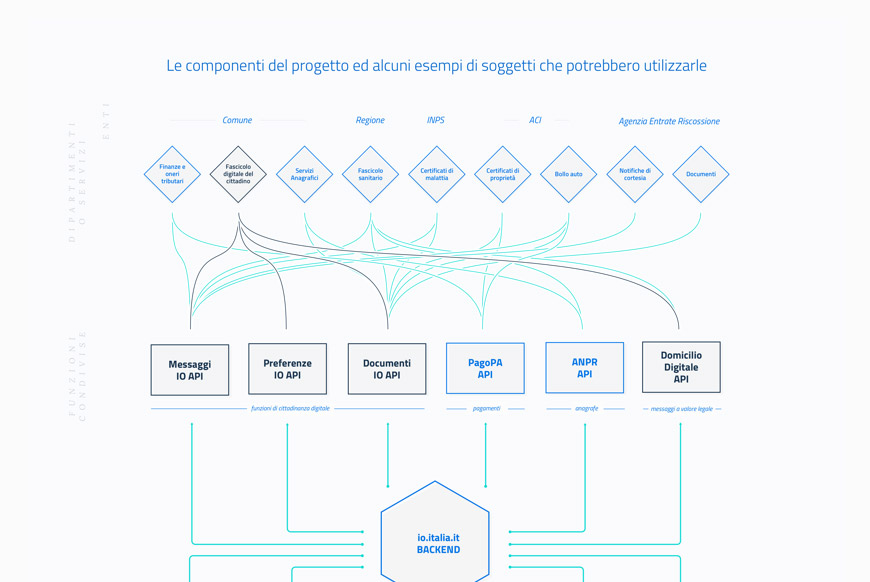 Le componenti del progetto ed alcuni esempi di soggetti che potrebbero utilizzarle
ENTI
Comune
Regione
INPS
ACI
Agenzia Entrate Riscossione
DIPARTIMENTI
IO SERVIZI
Finanze e
oneri
tributari
Fascicolo
digitale del
cittadino
Servizi
Anagrafici
Fascicolo
sanitario
Certificati di
malattia
Certificati di
proprietà
Bollo auto
Notifiche di
cortesia
Documenti
FUNZIONI
CONDIVISE
Messaggi
IO API
Preferenze
IO API
Documenti
IO API
PagoPA
API
ANPR
API
Domicilio
Digitale
API
funzioni di cittadinanza digitale
pagamenti
anagrafe
messaggi a valore legale
io.italia.it
BACKEND